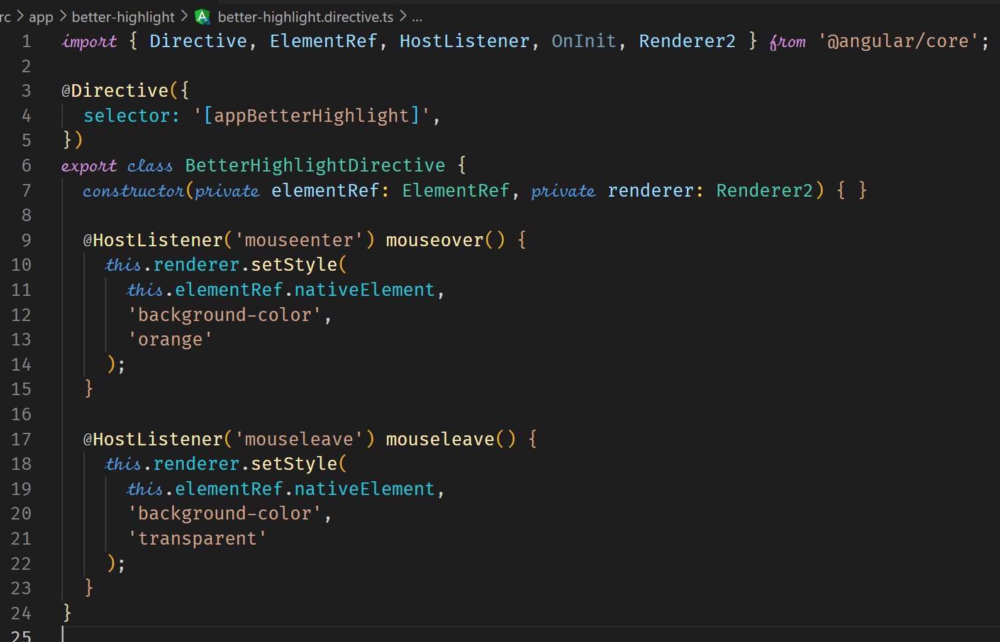 rc > app > better-highlight > better-highlight.directive.ts > ...
1 import { Directive, ElementRef, HostListener, OnInit, Renderer2 } from '@angular/core';
2
3 @Directive({
4 selector: '[appBetterHighlight]',
5 })
6 export class BetterHighlightDirective {
7 constructor(private elementRef: ElementRef, private renderer: Renderer2) { }
8
9 @HostListener('mouseenter') mouseover() {
10 this.renderer.setStyle(
11 this.elementRef.nativeElement,
12 'background-color',
13 'orange'
14 );
15 }
16
17 @HostListener('mouseleave') mouseleave() {
18 this.renderer.setStyle(
19 this.elementRef.nativeElement,
20 'background-color',
21 'transparent'
22 );
23 }
24 }
25